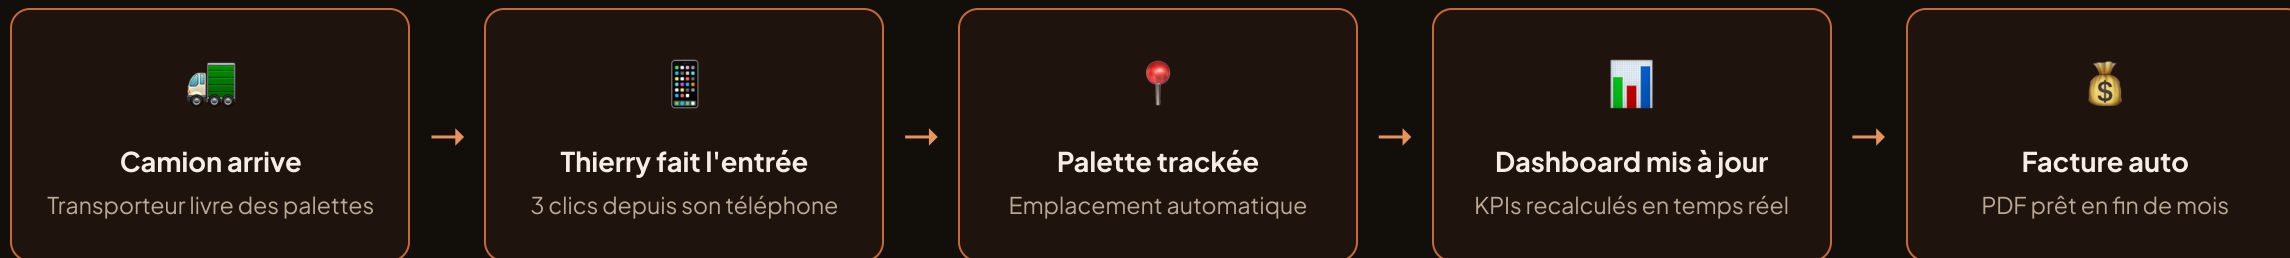 Camion arrive
Transporteur livre des palettes
→
Thierry fait l'entrée
3 clics depuis son téléphone
→
Palette trackée
Emplacement automatique
→
Dashboard mis à jour
KPIs recalculés en temps réel
→
Facture auto
PDF prêt en fin de mois